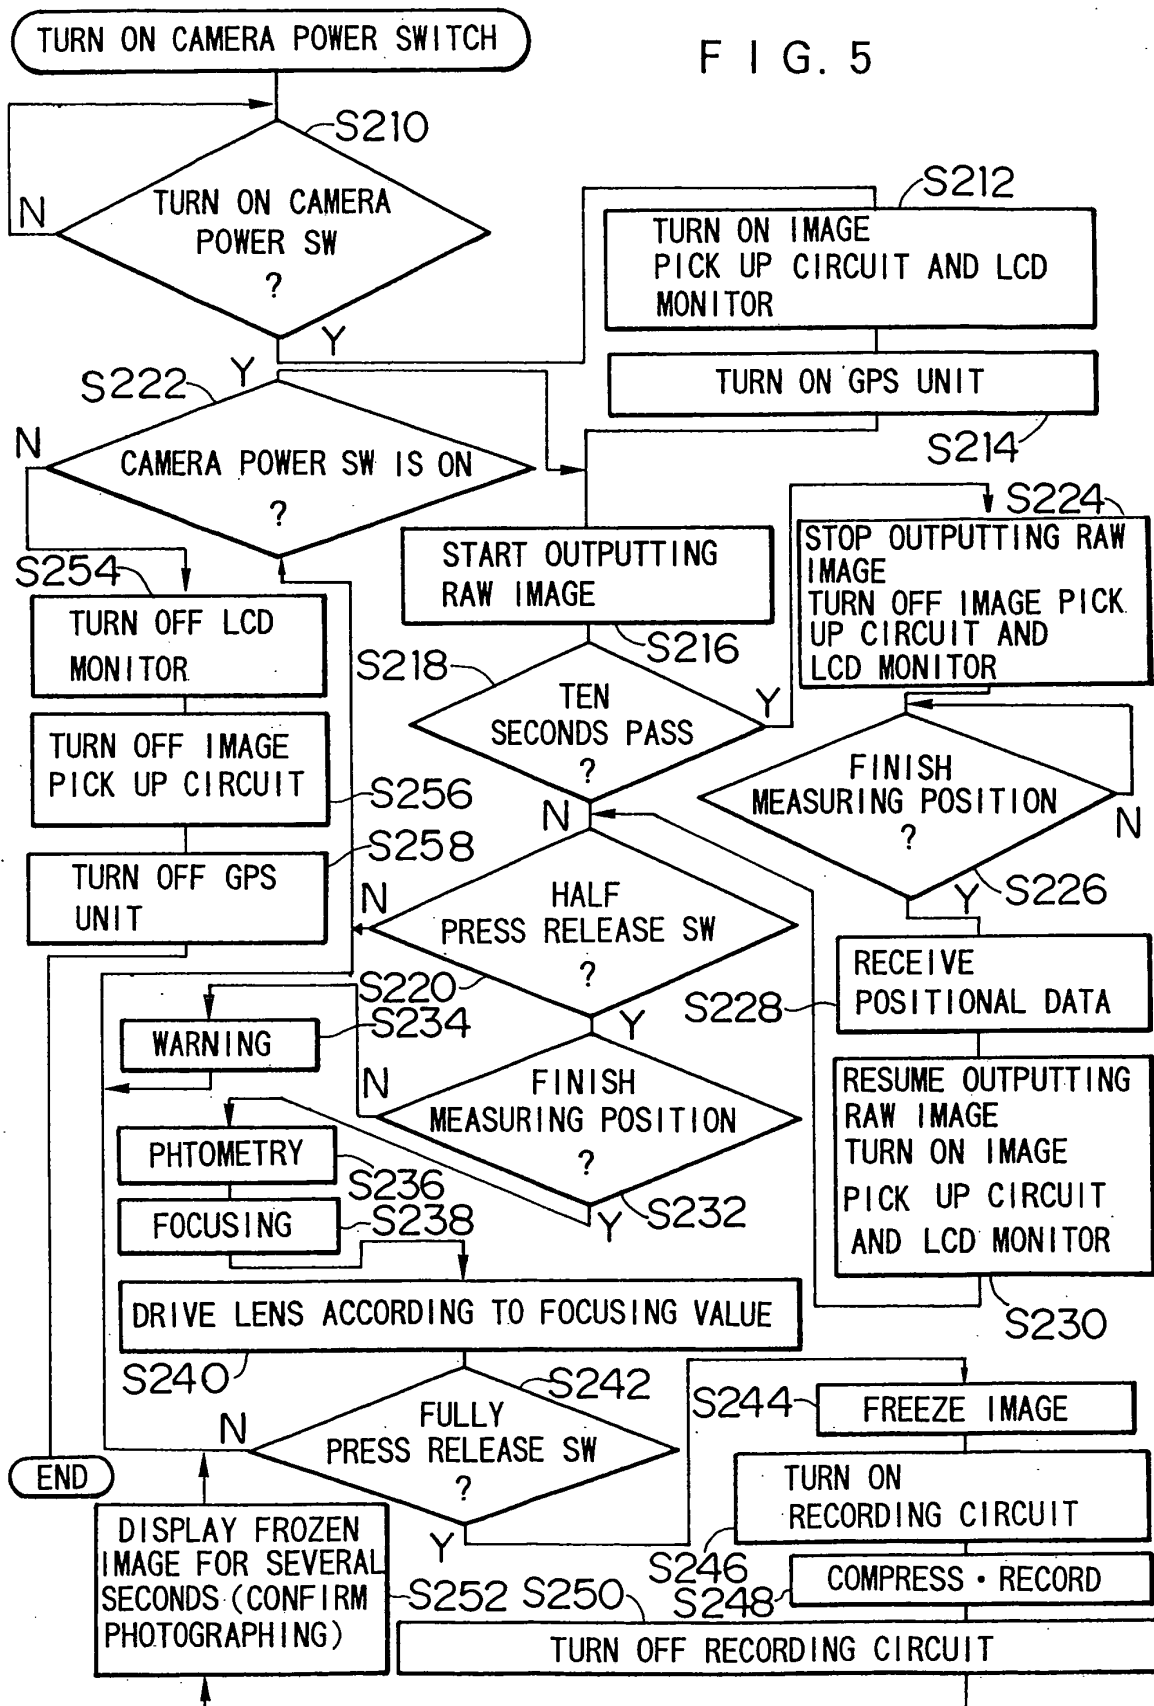 TURN ON CAMERA POWER SWITCH
FIG. 5
S210
N
TURN ON CAMERA
POWER SW
?
Y
S212
TURN ON IMAGE
PICK UP CIRCUIT AND LCD
MONITOR
TURN ON GPS UNIT
S214
S222
Y
N
CAMERA POWER SW IS ON
?
START OUTPUTTING
RAW IMAGE
S216
S218
TEN
SECONDS PASS
?
Y
N
S224
STOP OUTPUTTING RAW
IMAGE
TURN OFF IMAGE PICK
UP CIRCUIT AND
LCD MONITOR
FINISH
MEASURING POSITION
?
N
S226
Y
S228
RECEIVE
POSITIONAL DATA
RESUME OUTPUTTING
RAW IMAGE
TURN ON IMAGE
PICK UP CIRCUIT
AND LCD MONITOR
S230
S254
TURN OFF LCD
MONITOR
TURN OFF IMAGE
PICK UP CIRCUIT
S256
S258
TURN OFF GPS
UNIT
N
HALF
PRESS RELEASE SW
?
S220
Y
S234
WARNING
N
FINISH
MEASURING POSITION
?
S232
Y
PHTOMETRY
S236
FOCUSING
S238
DRIVE LENS ACCORDING TO FOCUSING VALUE
S240
S242
N
FULLY
PRESS RELEASE SW
?
Y
END
S244
FREEZE IMAGE
TURN ON
RECORDING CIRCUIT
S246
COMPRESS・RECORD
S248
S250
TURN OFF RECORDING CIRCUIT
DISPLAY FROZEN
IMAGE FOR SEVERAL
SECONDS (CONFIRM
PHOTOGRAPHING)
S252